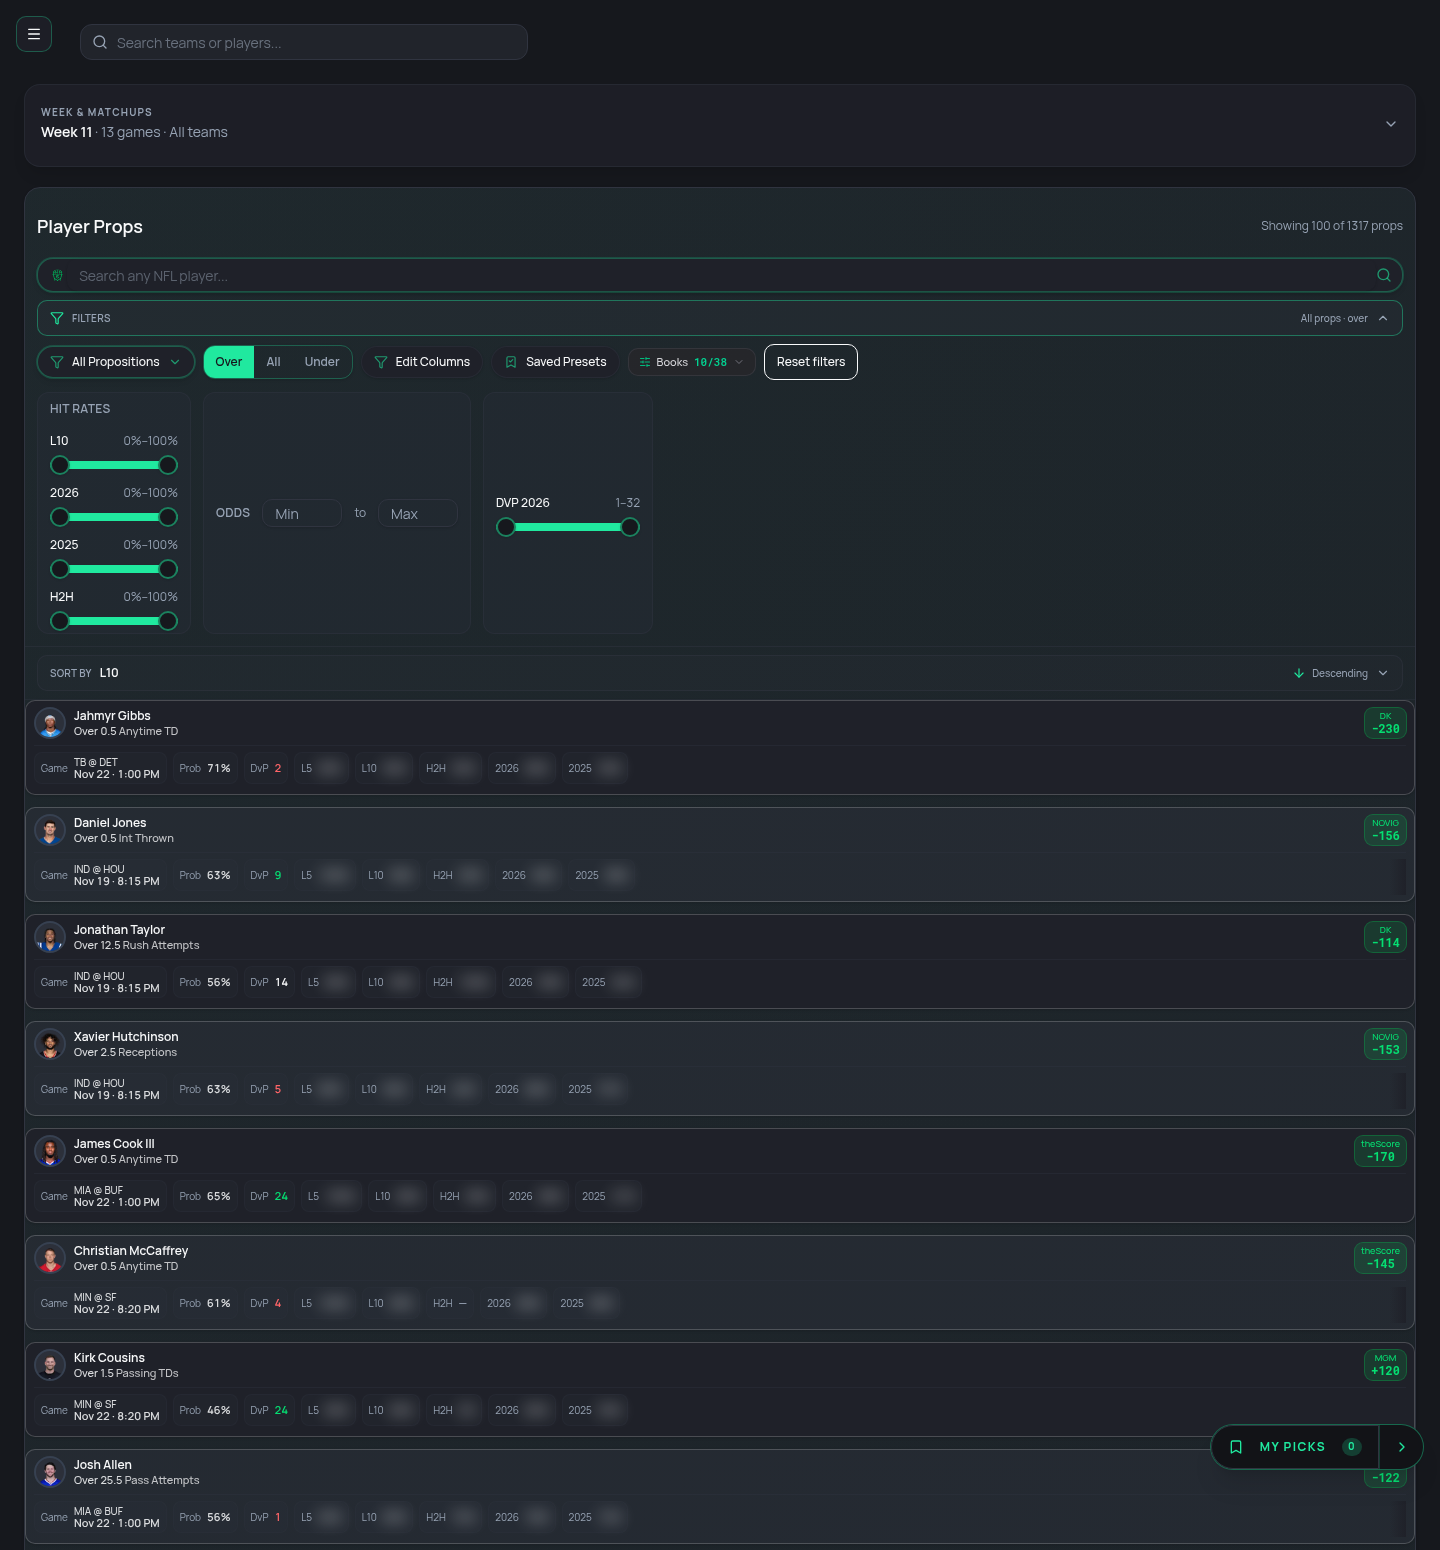 Search teams or players...
WEEK & MATCHUPS
Week 11 · 13 games · All teams
Player Props
Showing 100 of 1317 props
Search any NFL player...
FILTERS
All props · over
All Propositions
Over
All
Under
Edit Columns
Saved Presets
Books 10/38
Reset filters
HIT RATES
L10 0%–100%
2026 0%–100%
2025 0%–100%
H2H 0%–100%
ODDS Min to Max
DVP 2026 1–32
SORT BY L10
Descending
Jahmyr Gibbs
Over 0.5 Anytime TD
DK
-230
Game TB @ DET
Nov 22 · 1:00 PM
Prob 71% DvP 2 L5 L10 H2H 2026 2025
Daniel Jones
Over 0.5 Int Thrown
NOVIG
-156
Game IND @ HOU
Nov 19 · 8:15 PM
Prob 63% DvP 9 L5 L10 H2H 2026 2025
Jonathan Taylor
Over 12.5 Rush Attempts
DK
-114
Game IND @ HOU
Nov 19 · 8:15 PM
Prob 56% DvP 14 L5 L10 H2H 2026 2025
Xavier Hutchinson
Over 2.5 Receptions
NOVIG
-153
Game IND @ HOU
Nov 19 · 8:15 PM
Prob 63% DvP 5 L5 L10 H2H 2026 2025
James Cook III
Over 0.5 Anytime TD
theScore
-170
Game MIA @ BUF
Nov 22 · 1:00 PM
Prob 65% DvP 24 L5 L10 H2H 2026 2025
Christian McCaffrey
Over 0.5 Anytime TD
theScore
-145
Game MIN @ SF
Nov 22 · 8:20 PM
Prob 61% DvP 4 L5 L10 H2H — 2026 2025
Kirk Cousins
Over 1.5 Passing TDs
MGM
+120
Game MIN @ SF
Nov 22 · 8:20 PM
Prob 46% DvP 24 L5 L10 H2H 2026 2025
MY PICKS 0
Josh Allen
Over 25.5 Pass Attempts
-122
Game MIA @ BUF
Nov 22 · 1:00 PM
Prob 56% DvP 1 L5 L10 H2H 2026 2025